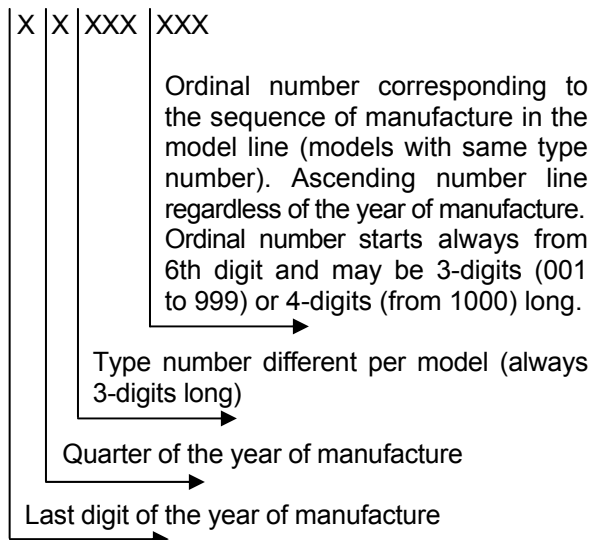 X X XXX XXX
Ordinal number corresponding to
the sequence of manufacture in the
model line (models with same type
number). Ascending number line
regardless of the year of manufacture.
Ordinal number starts always from
6th digit and may be 3-digits (001
to 999) or 4-digits (from 1000) long.
Type number different per model (always
3-digits long)
Quarter of the year of manufacture
Last digit of the year of manufacture